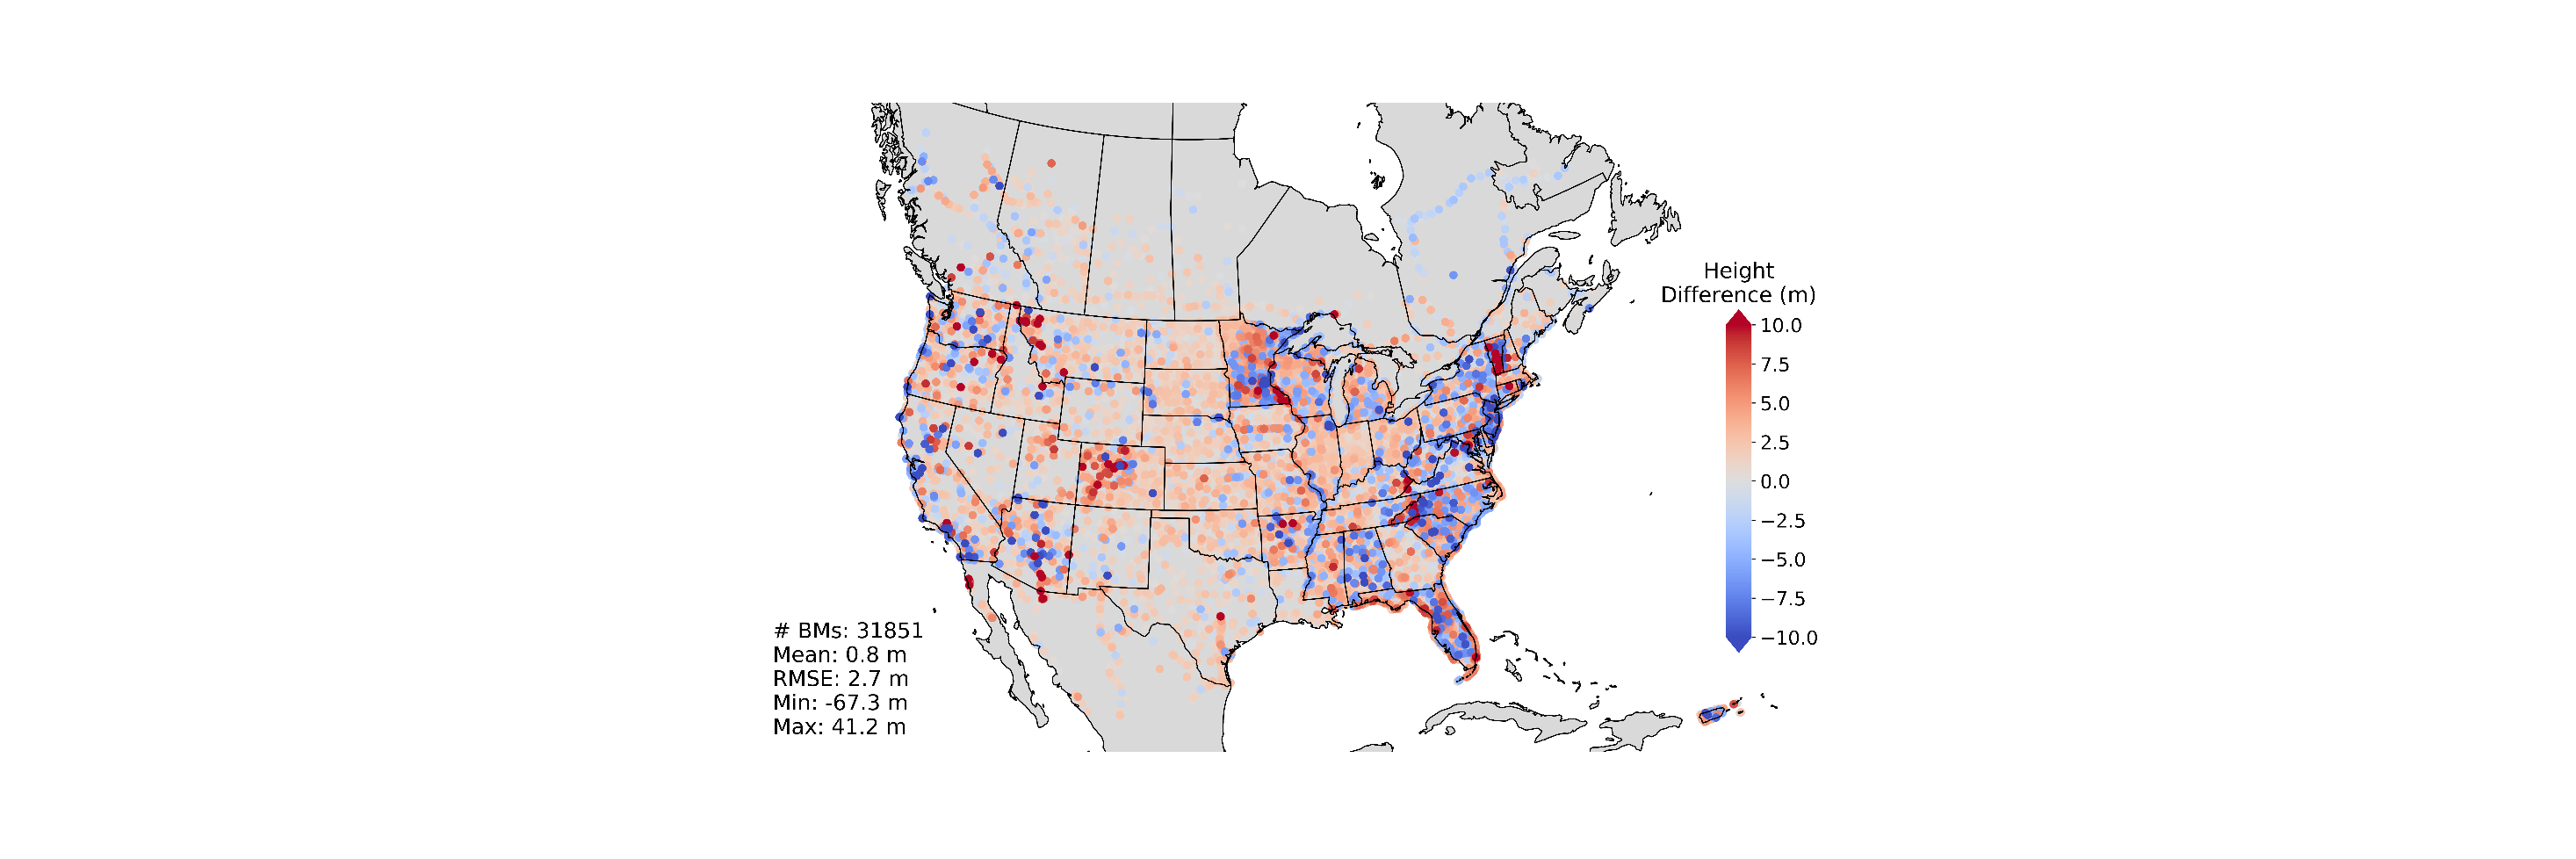 Height
Difference (m)
10.0
7.5
5.0
2.5
0.0
−2.5
−5.0
−7.5
−10.0
# BMs: 31851
Mean: 0.8 m
RMSE: 2.7 m
Min: -67.3 m
Max: 41.2 m